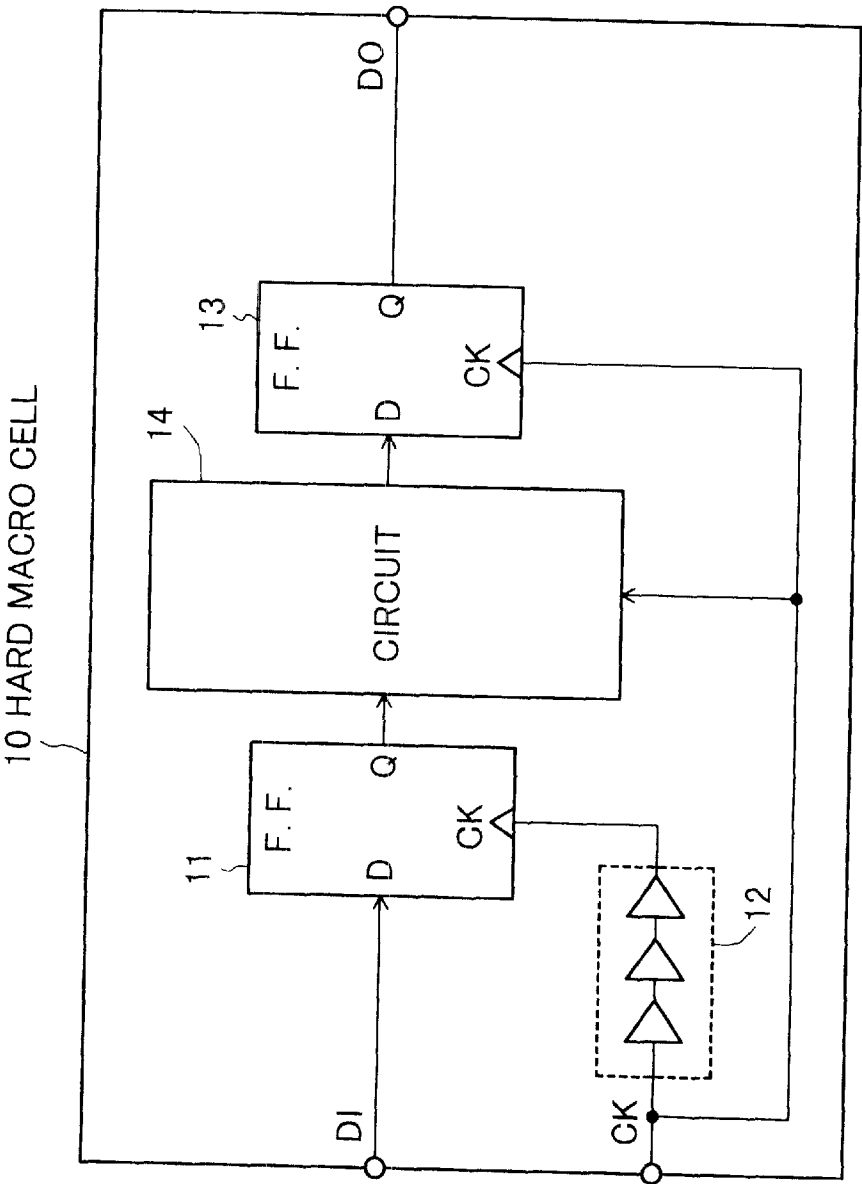 10 HARD MACRO CELL
14
13
11
F. F.
F. F.
D
Q
CIRCUIT
D
Q
DI
DO
CK
CK
CK
12